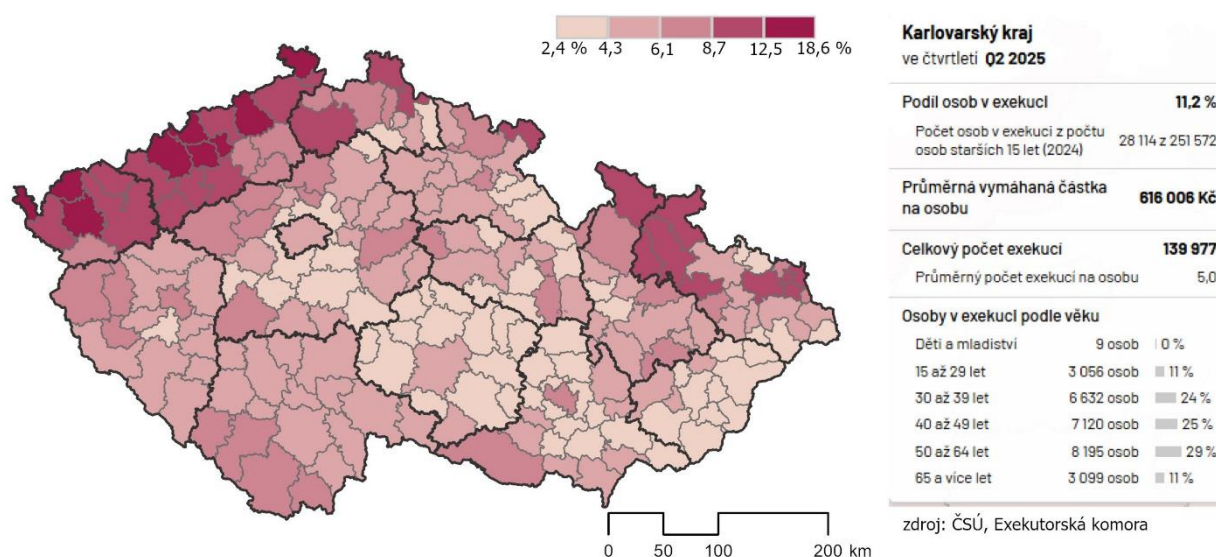 2,4 % 4,3 6,1 8,7 12,5 18,6 %
0 50 100 200 km
Karlovarský kraj
ve čtvrtletí Q2 2025
Podíl osob v exekuci 11,2 %
Počet osob v exekuci z počtu
osob starších 15 let (2024) 28 114 z 251 572
Průměrná vymáhaná částka
na osobu 616 006 Kč
Celkový počet exekucí 139 977
Průměrný počet exekucí na osobu 5,0
Osoby v exekuci podle věku
Děti a mladiství 9 osob 0 %
15 až 29 let 3 056 osob 11 %
30 až 39 let 6 632 osob 24 %
40 až 49 let 7 120 osob 25 %
50 až 64 let 8 195 osob 29 %
65 a více let 3 099 osob 11 %
zdroj: ČSÚ, Exekutorská komora